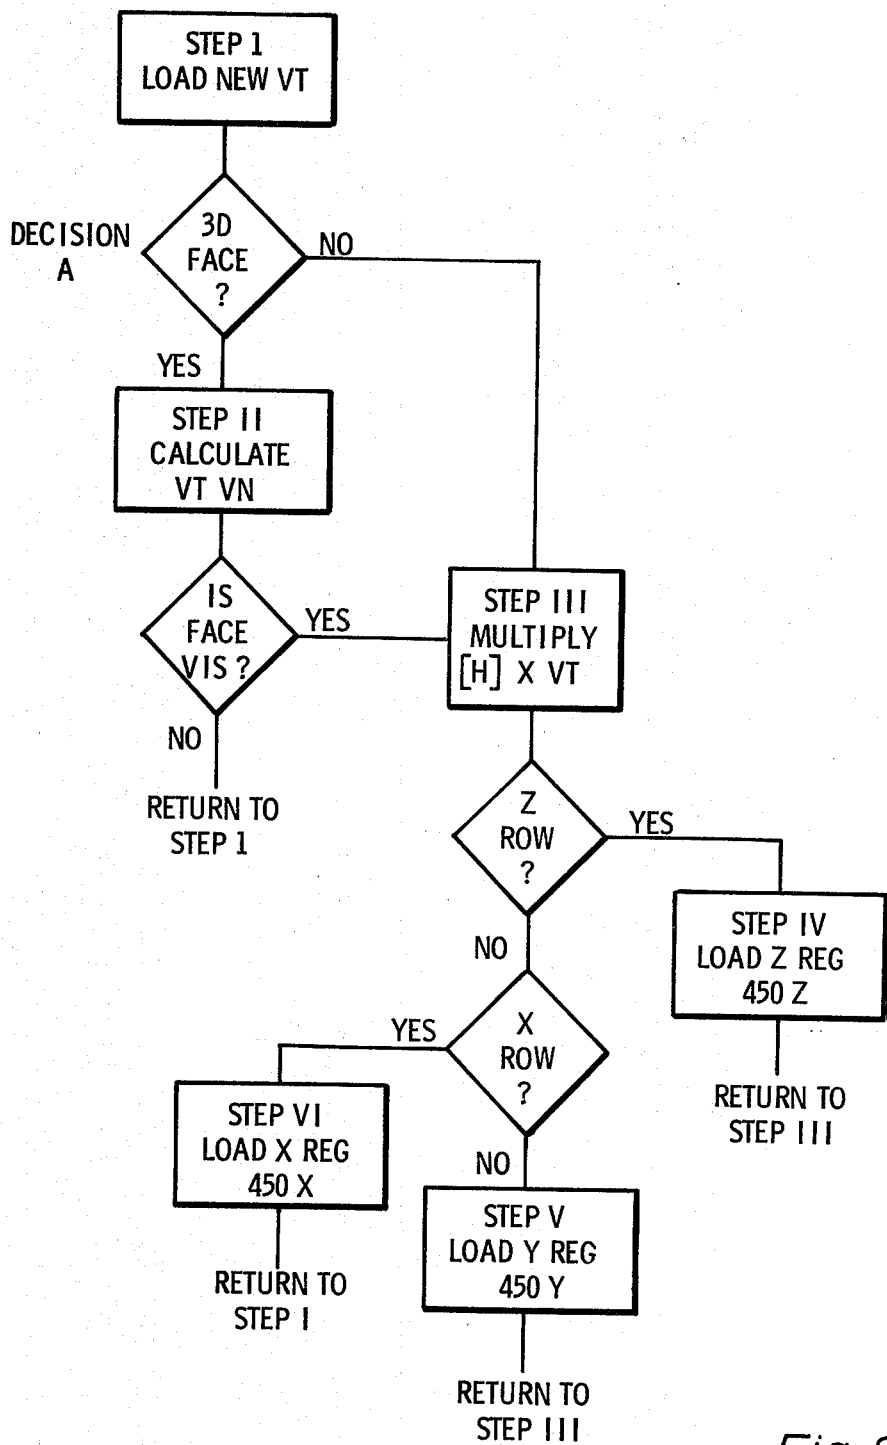 STEP 1
LOAD NEW VT
DECISION
A
3D
FACE
?
NO
YES
STEP II
CALCULATE
VT VN
IS
FACE
VIS ?
YES
NO
RETURN TO
STEP 1
STEP III
MULTIPLY
[H] X VT
Z
ROW
?
YES
NO
STEP IV
LOAD Z REG
450 Z
RETURN TO
STEP III
X
ROW
?
YES
NO
STEP VI
LOAD X REG
450 X
RETURN TO
STEP I
STEP V
LOAD Y REG
450 Y
RETURN TO
STEP III